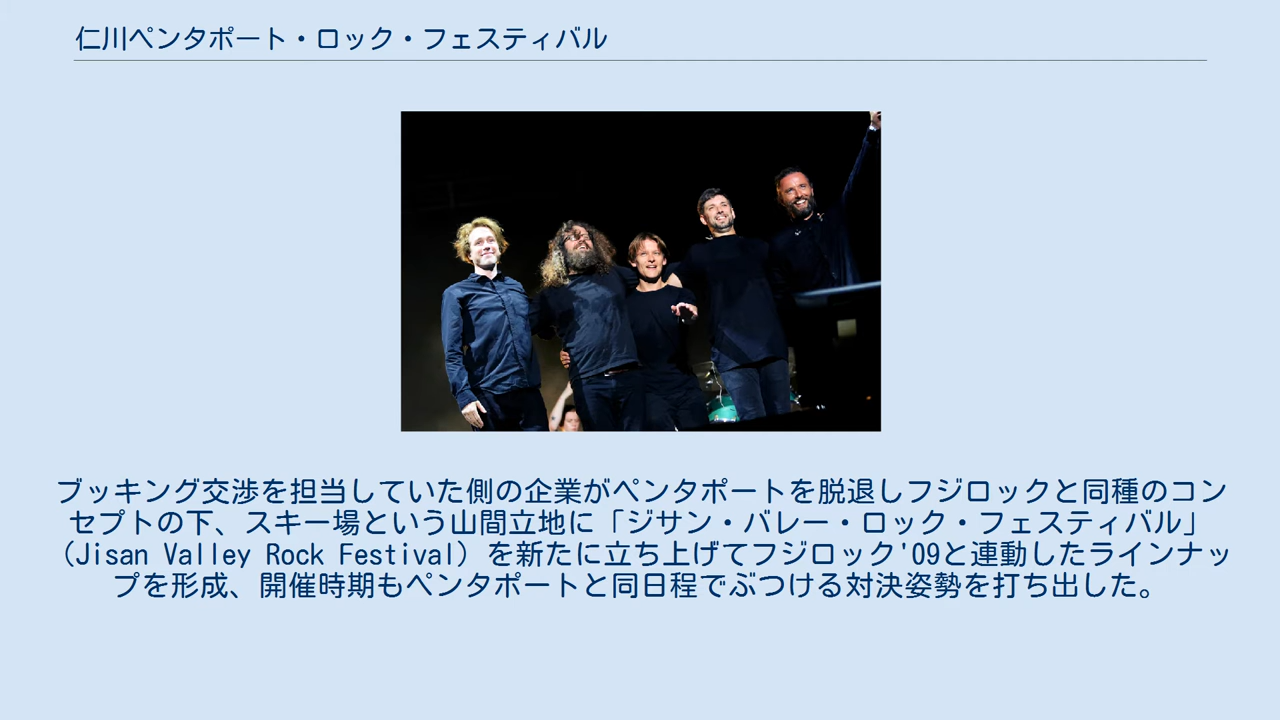 仁川ペンタポート・ロック・フェスティバル
ブッキング交渉を担当していた側の企業がペンタポートを脱退しフジロックと同種のコン
セプトの下、スキー場という山間立地に「ジサン・バレー・ロック・フェスティバル」
（Jisan Valley Rock Festival）を新たに立ち上げてフジロック'09と連動したラインナッ
プを形成、開催時期もペンタポートと同日程でぶつける対決姿勢を打ち出した。